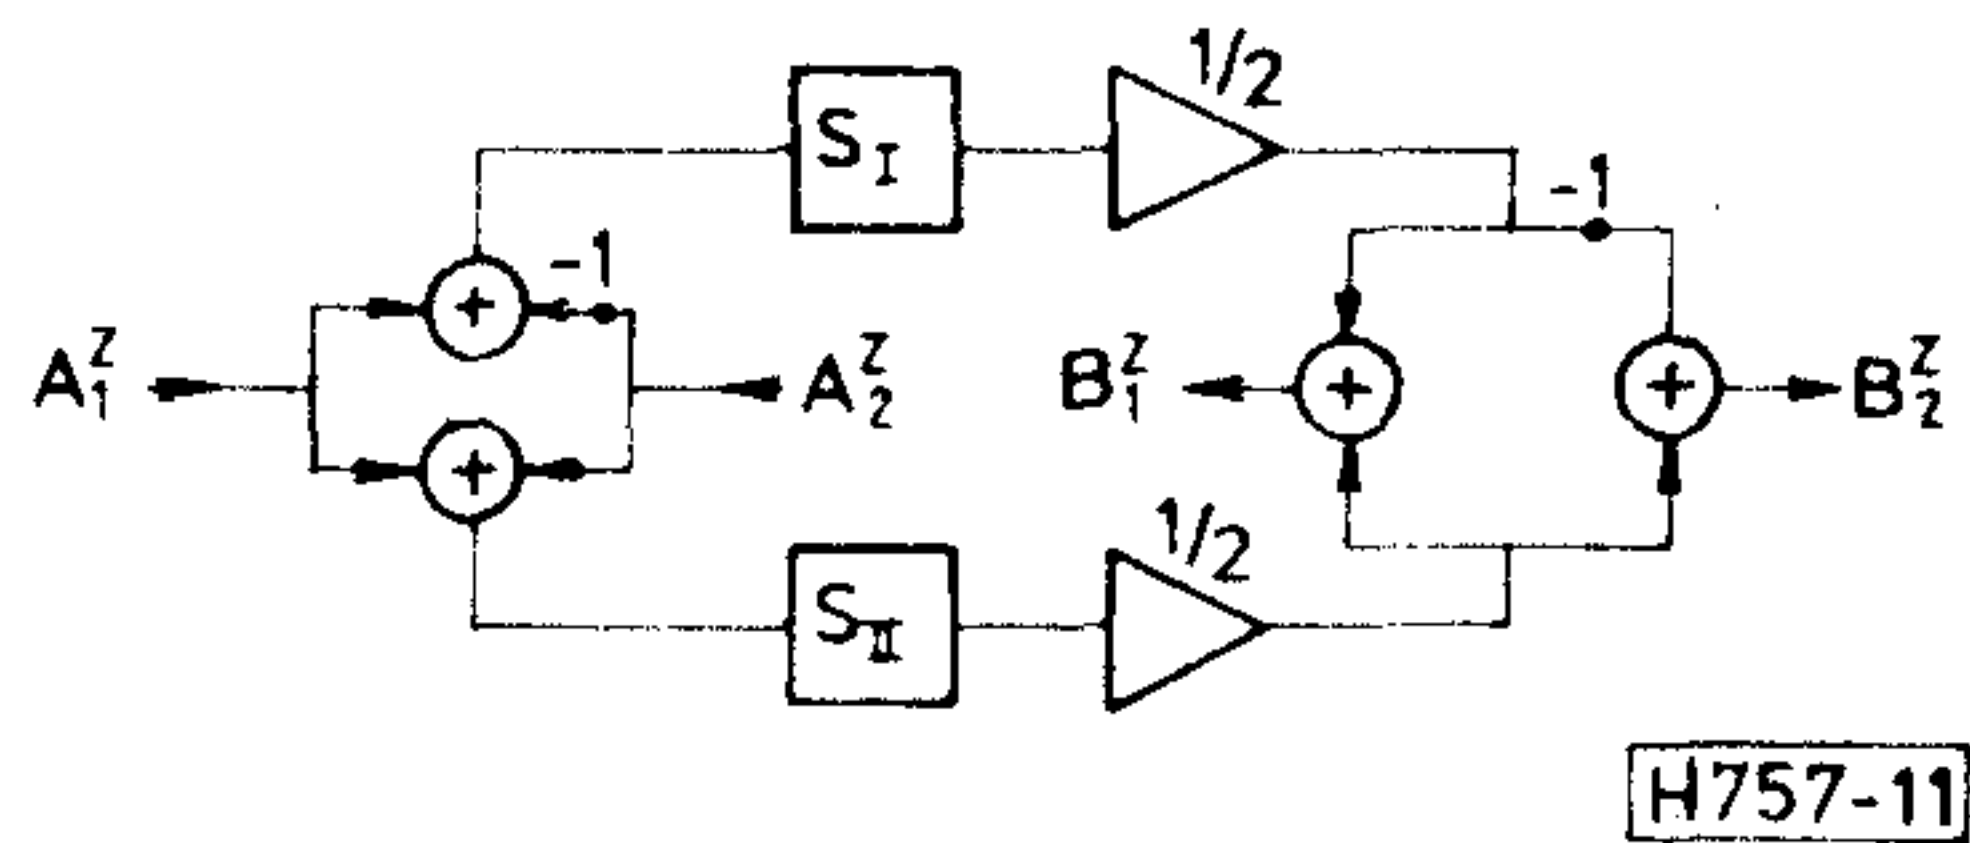 1/2
S_I
-1
-1
A_1^Z
A_2^Z
B_1^Z
B_2^Z
+
+
+
+
1/2
S_II
H757-11